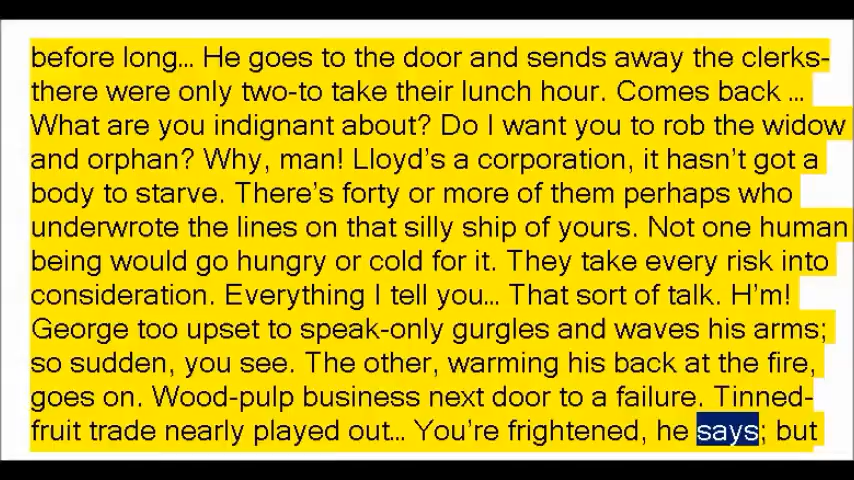 before long... He goes to the door and sends away the clerks-
there were only two-to take their lunch hour. Comes back ...
What are you indignant about? Do I want you to rob the widow
and orphan? Why, man! Lloyd's a corporation, it hasn't got a
body to starve. There's forty or more of them perhaps who
underwrote the lines on that silly ship of yours. Not one human
being would go hungry or cold for it. They take every risk into
consideration. Everything I tell you... That sort of talk. H'm!
George too upset to speak-only gurgles and waves his arms;
so sudden, you see. The other, warming his back at the fire,
goes on. Wood-pulp business next door to a failure. Tinned-
fruit trade nearly played out... You're frightened, he says; but